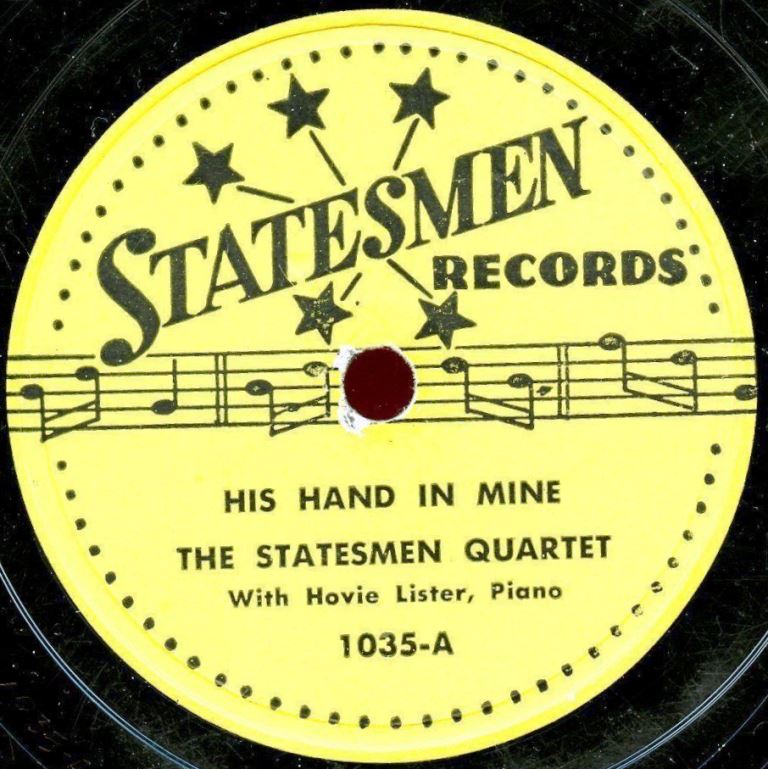 STATESMEN
RECORDS
HIS HAND IN MINE
THE STATESMEN QUARTET
With Hovie Lister, Piano
1035-A